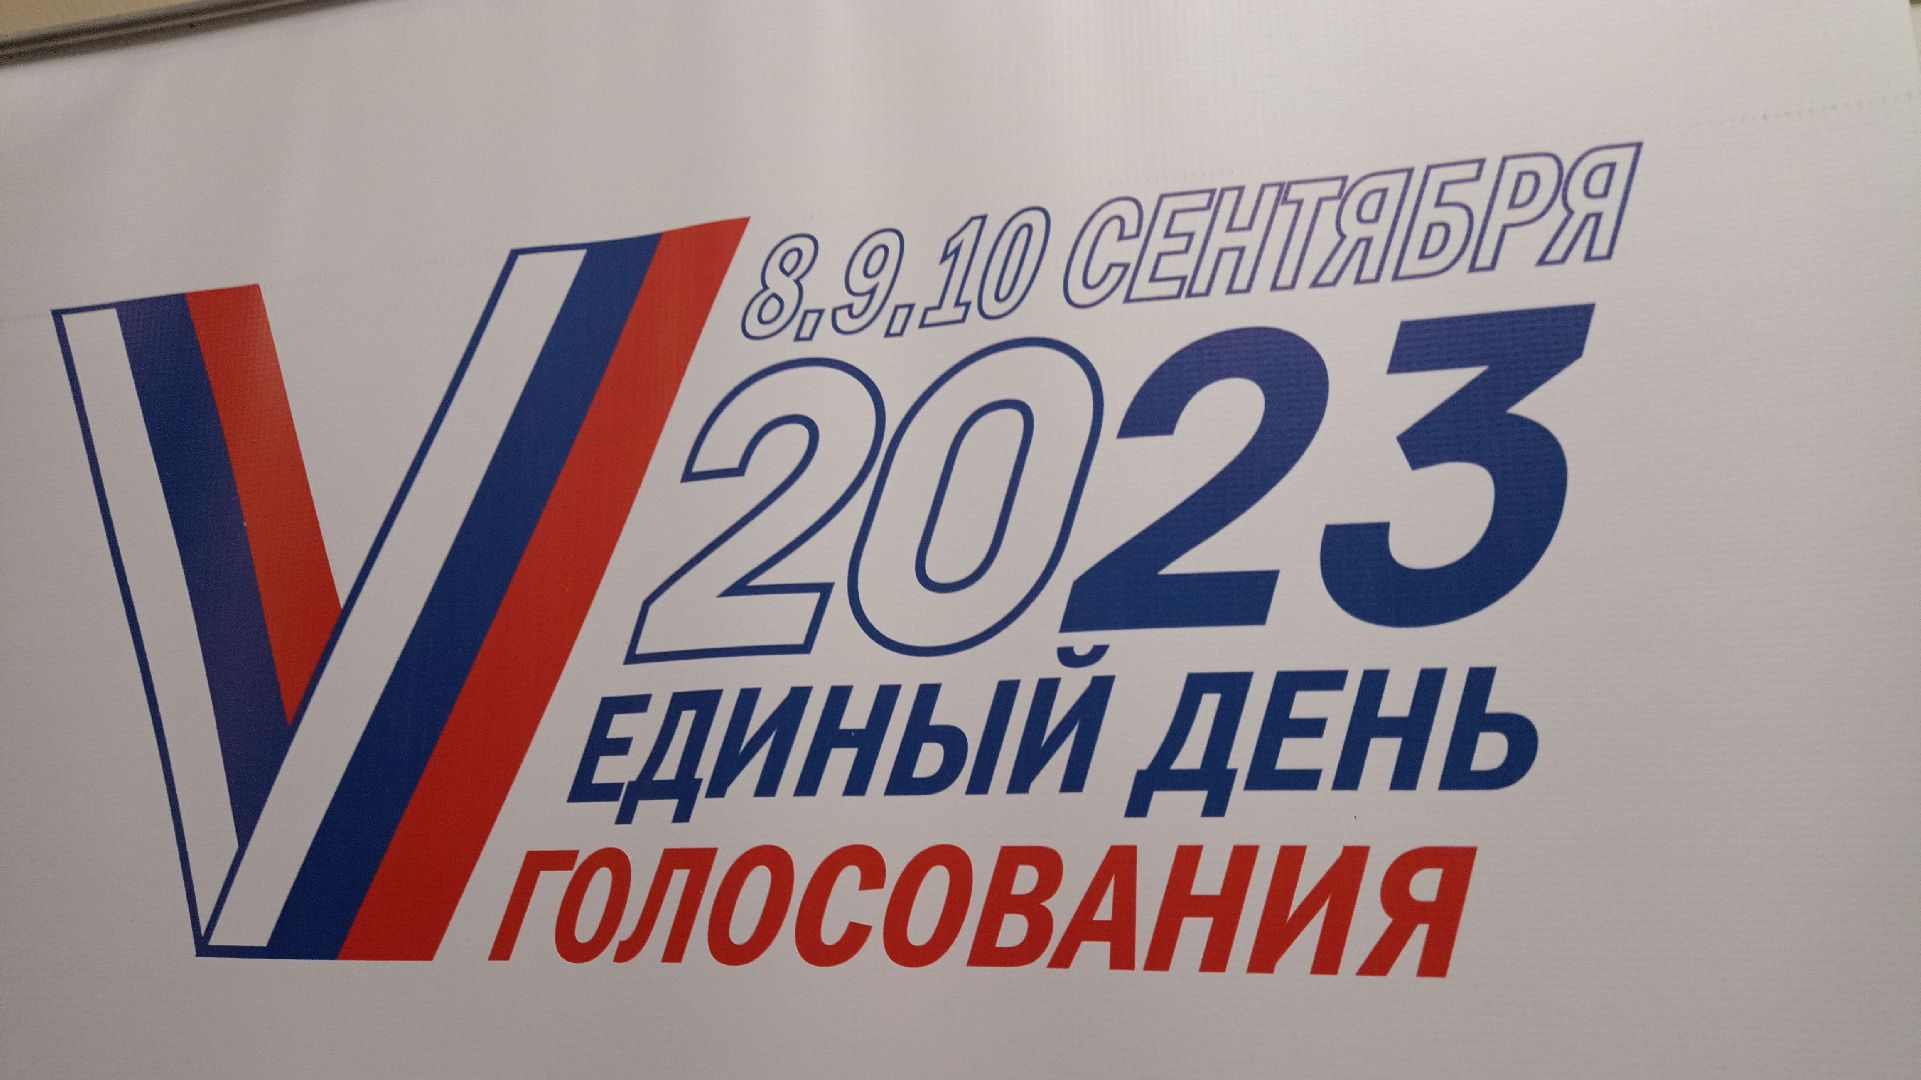 8, 9, 10 СЕНТЯБРЯ
2023
ЕДИНЫЙ ДЕНЬ
ГОЛОСОВАНИЯ